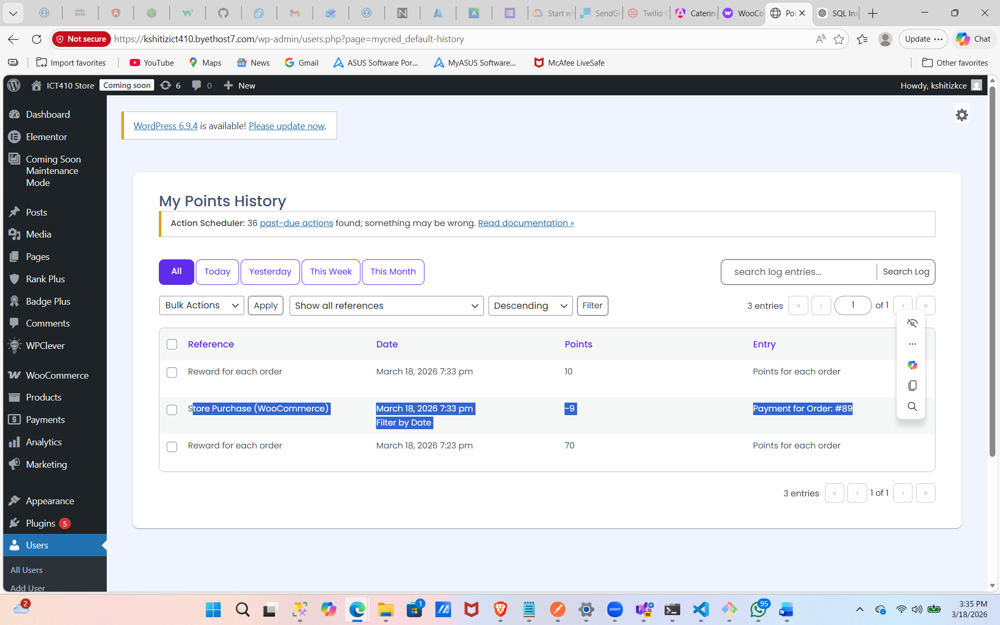 Start wi
SendGr
Twilio C
Catering
WooCo
Poi
SQL Ins
Not secure
https://kshitizict410.byethost7.com/wp-admin/users.php?page=mycred_default-history
Update
Chat
Import favorites
YouTube
Maps
News
Gmail
ASUS Software Por...
MyASUS Software...
McAfee LiveSafe
Other favorites
ICT410 Store
Coming soon
6
0
New
Howdy, kshitizkce
Dashboard
Elementor
Coming Soon
Maintenance
Mode
Posts
Media
Pages
Rank Plus
Badge Plus
Comments
WPClever
WooCommerce
Products
Payments
Analytics
Marketing
Appearance
Plugins 5
Users
All Users
Add User
WordPress 6.9.4 is available! Please update now.
My Points History
Action Scheduler: 36 past-due actions found; something may be wrong. Read documentation »
All
Today
Yesterday
This Week
This Month
search log entries...
Search Log
Bulk Actions
Apply
Show all references
Descending
Filter
3 entries « ‹ 1 of 1 › »
Reference Date Points Entry
Reward for each order March 18, 2026 7:33 pm 10 Points for each order
Store Purchase (WooCommerce) March 18, 2026 7:33 pm -9 Payment for Order: #89
Filter by Date
Reward for each order March 18, 2026 7:23 pm 70 Points for each order
3 entries « ‹ 1 of 1 › »
2
1
zoom
IN
95
3:35 PM
3/18/2026